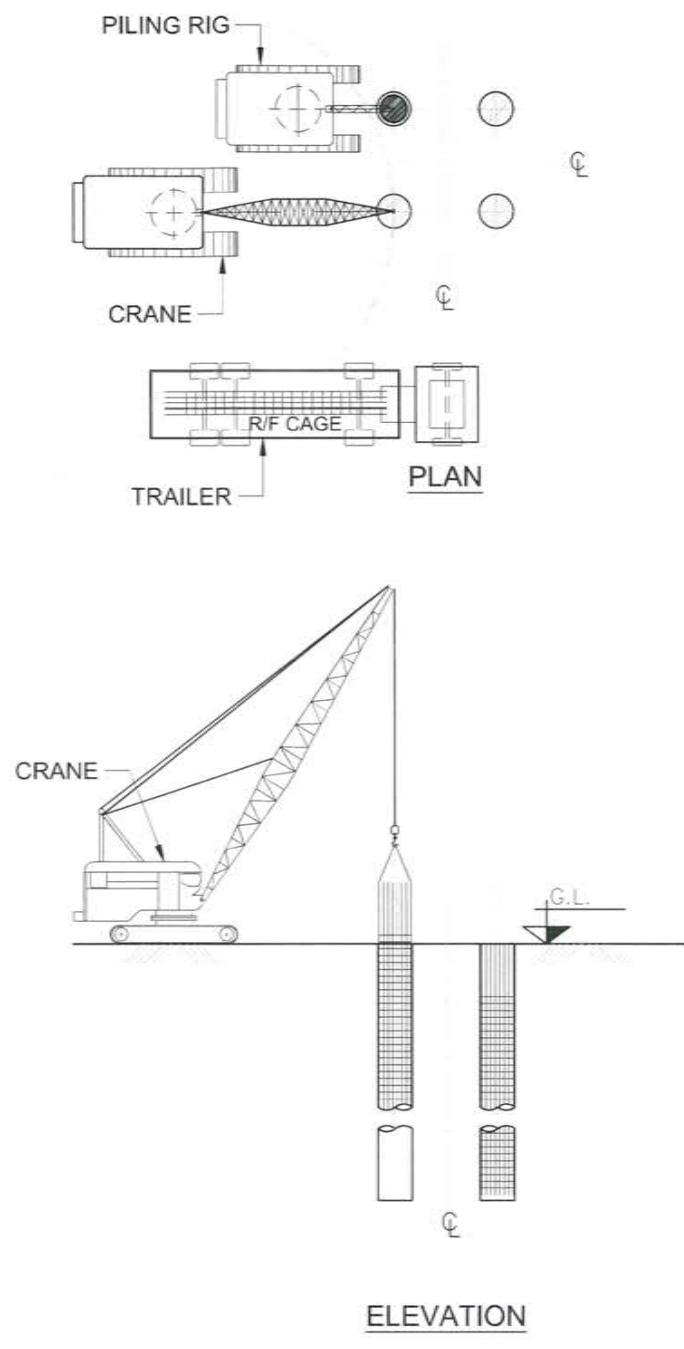 PILING RIG
℄
℄
CRANE
R/F CAGE
PLAN
TRAILER
CRANE
G.L.
℄
ELEVATION